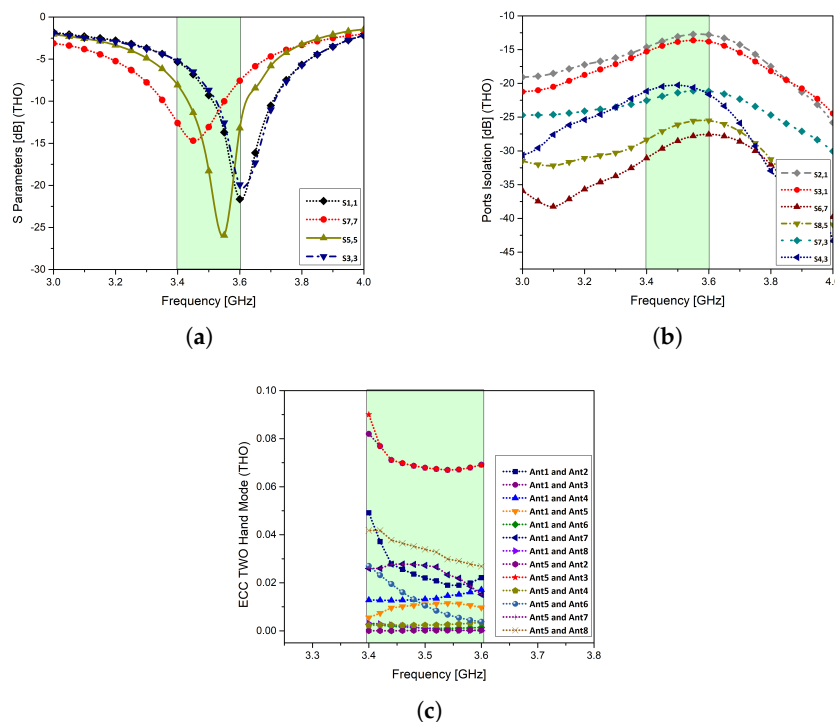 0
-5
-10
-15
-20
-25
-30
S Parameters [dB] (THO)
3.0 3.2 3.4 3.6 3.8 4.0
Frequency [GHz]
S1,1
S7,7
S5,5
S3,3
(a)
-10
-15
-20
-25
-30
-35
-40
-45
Ports Isolation [dB] (THO)
3.0 3.2 3.4 3.6 3.8 4.0
Frequency [GHz]
S2,1
S3,1
S6,7
S8,5
S7,3
S4,3
(b)
0.10
0.08
0.06
0.04
0.02
0.00
ECC TWO Hand Mode (THO)
3.3 3.4 3.5 3.6 3.7 3.8
Frequency [GHz]
Ant1 and Ant2
Ant1 and Ant3
Ant1 and Ant4
Ant1 and Ant5
Ant1 and Ant6
Ant1 and Ant7
Ant1 and Ant8
Ant5 and Ant2
Ant5 and Ant3
Ant5 and Ant4
Ant5 and Ant6
Ant5 and Ant7
Ant5 and Ant8
(c)